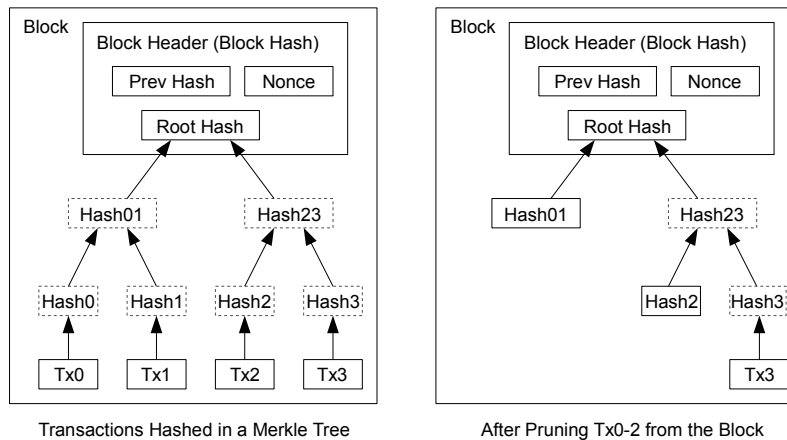 Block
Block Header (Block Hash)
Prev Hash
Nonce
Root Hash
Hash01
Hash23
Hash0
Hash1
Hash2
Hash3
Tx0
Tx1
Tx2
Tx3
Transactions Hashed in a Merkle Tree
Block
Block Header (Block Hash)
Prev Hash
Nonce
Root Hash
Hash01
Hash23
Hash2
Hash3
Tx3
After Pruning Tx0-2 from the Block